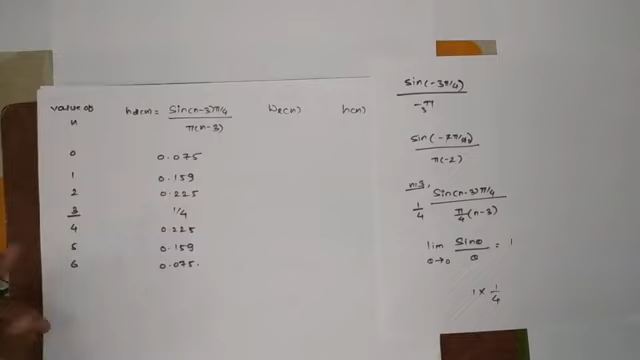 value of n
hd(n) = sin(n-3)π/4 / π(n-3)
h(n)
0 0.075
1 0.159
2 0.225
3 1/4
4 0.225
5 0.159
6 0.075.
sin(-3π/4) / -3π
sin(-2π/4) / π(-2)
n=3,
1/4 sin(n-3)π/4 / π/4 (n-3)
lim θ→0 sinθ / θ = 1
1 × 1/4